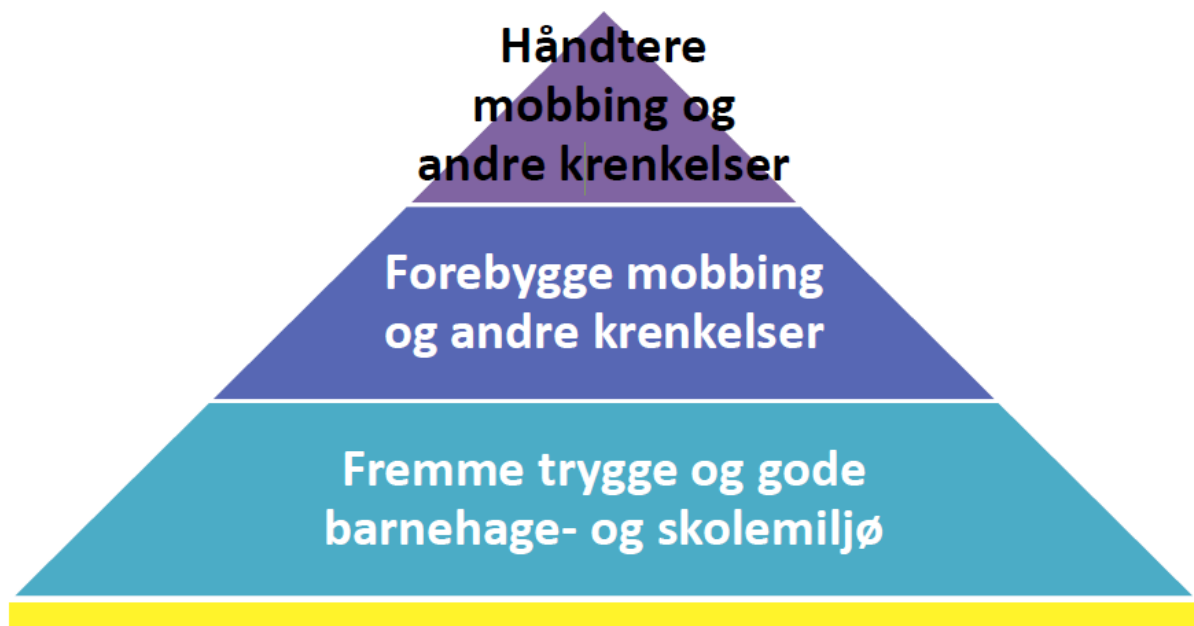 Håndtere
mobbing og
andre krenkelser
Forebygge mobbing
og andre krenkelser
Fremme trygge og gode
barnehage- og skolemiljø